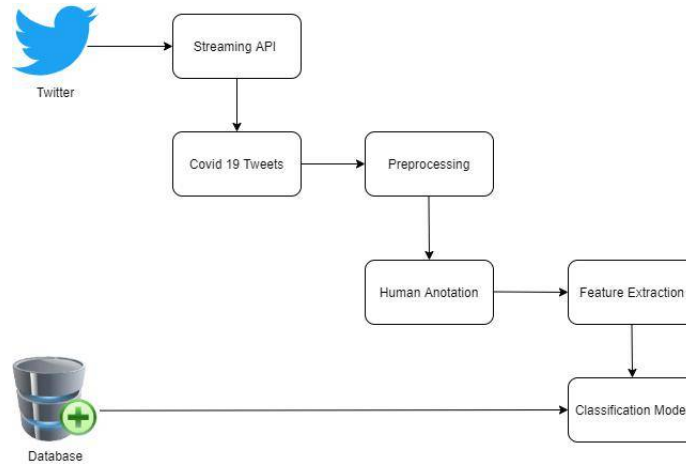 Streaming API
Twitter
Covid 19 Tweets
Preprocessing
Human Anotation
Feature Extraction
Classification Mode
Database